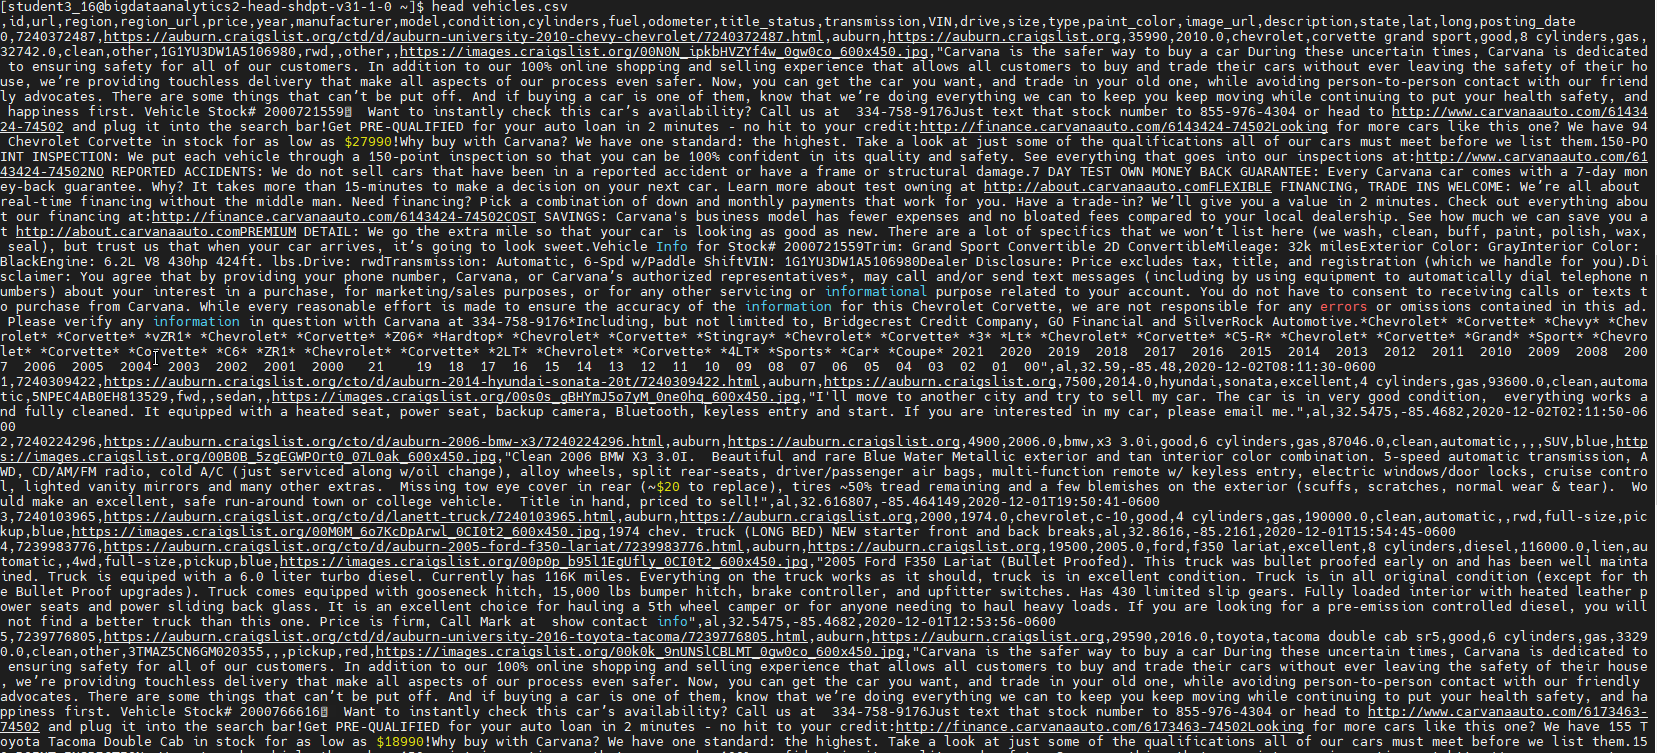 [student3_16@bigdataanalytics2-head-shdpt-v31-1-0 ~]$ head vehicles.csv
,id,url,region,region_url,price,year,manufacturer,model,condition,cylinders,fuel,odometer,title_status,transmission,VIN,drive,size,type,paint_color,image_url,description,state,lat,long,posting_date
0,7240372487,https://auburn.craigslist.org/ctd/d/auburn-university-2010-chevy-chevrolet/7240372487.html,auburn,https://auburn.craigslist.org,35990,2010.0,chevrolet,corvette grand sport,good,8 cylinders,gas,
32742.0,clean,other,1G1YU3DW1A5106980,rwd,,other,,https://images.craigslist.org/00N0N_ipkbHVZYf4w_0gw0co_600x450.jpg,"Carvana is the safer way to buy a car During these uncertain times, Carvana is dedicated
 to ensuring safety for all of our customers. In addition to our 100% online shopping and selling experience that allows all customers to buy and trade their cars without ever leaving the safety of their ho
use, we’re providing touchless delivery that make all aspects of our process even safer. Now, you can get the car you want, and trade in your old one, while avoiding person-to-person contact with our friend
ly advocates. There are some things that can’t be put off. And if buying a car is one of them, know that we’re doing everything we can to keep you keep moving while continuing to put your health safety, and
 happiness first. Vehicle Stock# 2000721559  Want to instantly check this car’s availability? Call us at  334-758-9176Just text that stock number to 855-976-4304 or head to http://www.carvanaauto.com/61434
24-74502 and plug it into the search bar!Get PRE-QUALIFIED for your auto loan in 2 minutes - no hit to your credit:http://finance.carvanaauto.com/6143424-74502Looking for more cars like this one? We have 94
 Chevrolet Corvette in stock for as low as $27990!Why buy with Carvana? We have one standard: the highest. Take a look at just some of the qualifications all of our cars must meet before we list them.150-PO
INT INSPECTION: We put each vehicle through a 150-point inspection so that you can be 100% confident in its quality and safety. See everything that goes into our inspections at:http://www.carvanaauto.com/61
43424-74502NO REPORTED ACCIDENTS: We do not sell cars that have been in a reported accident or have a frame or structural damage.7 DAY TEST OWN MONEY BACK GUARANTEE: Every Carvana car comes with a 7-day mon
ey-back guarantee. Why? It takes more than 15-minutes to make a decision on your next car. Learn more about test owning at http://about.carvanaauto.comFLEXIBLE FINANCING, TRADE INS WELCOME: We’re all about
real-time financing without the middle man. Need financing? Pick a combination of down and monthly payments that work for you. Have a trade-in? We’ll give you a value in 2 minutes. Check out everything abou
t our financing at:http://finance.carvanaauto.com/6143424-74502COST SAVINGS: Carvana's business model has fewer expenses and no bloated fees compared to your local dealership. See how much we can save you a
t http://about.carvanaauto.comPREMIUM DETAIL: We go the extra mile so that your car is looking as good as new. There are a lot of specifics that we won’t list here (we wash, clean, buff, paint, polish, wax,
 seal), but trust us that when your car arrives, it’s going to look sweet.Vehicle Info for Stock# 2000721559Trim: Grand Sport Convertible 2D ConvertibleMileage: 32k milesExterior Color: GrayInterior Color:
BlackEngine: 6.2L V8 430hp 424ft. lbs.Drive: rwdTransmission: Automatic, 6-Spd w/Paddle ShiftVIN: 1G1YU3DW1A5106980Dealer Disclosure: Price excludes tax, title, and registration (which we handle for you).Di
sclaimer: You agree that by providing your phone number, Carvana, or Carvana’s authorized representatives*, may call and/or send text messages (including by using equipment to automatically dial telephone n
umbers) about your interest in a purchase, for marketing/sales purposes, or for any other servicing or informational purpose related to your account. You do not have to consent to receiving calls or texts t
o purchase from Carvana. While every reasonable effort is made to ensure the accuracy of the information for this Chevrolet Corvette, we are not responsible for any errors or omissions contained in this ad.
 Please verify any information in question with Carvana at 334-758-9176*Including, but not limited to, Bridgecrest Credit Company, GO Financial and SilverRock Automotive.*Chevrolet* *Corvette* *Chevy* *Chev
rolet* *Corvette* *vZR1* *Chevrolet* *Corvette* *Z06* *Hardtop* *Chevrolet* *Corvette* *Stingray* *Chevrolet* *Corvette* *3* *Lt* *Chevrolet* *Corvette* *C5-R* *Chevrolet* *Corvette* *Grand* *Sport* *Chevro
let* *Corvette* *Corvette* *C6* *ZR1* *Chevrolet* *Corvette* *2LT* *Chevrolet* *Corvette* *4LT* *Sports* *Car* *Coupe* 2021  2020  2019  2018  2017  2016  2015  2014  2013  2012  2011  2010  2009  2008  200
7  2006  2005  2004  2003  2002  2001  2000   21    19  18  17  16  15  14  13  12  11  10  09  08  07  06  05  04  03  02  01  00",al,32.59,-85.48,2020-12-02T08:11:30-0600
1,7240309422,https://auburn.craigslist.org/cto/d/auburn-2014-hyundai-sonata-20t/7240309422.html,auburn,https://auburn.craigslist.org,7500,2014.0,hyundai,sonata,excellent,4 cylinders,gas,93600.0,clean,automa
tic,5NPEC4AB0EH813529,fwd,,sedan,,https://images.craigslist.org/00s0s_gBHYmJ5o7yM_0ne0hq_600x450.jpg,"I'll move to another city and try to sell my car. The car is in very good condition,  everything works a
nd fully cleaned. It equipped with a heated seat, power seat, backup camera, Bluetooth, keyless entry and start. If you are interested in my car, please email me.",al,32.5475,-85.4682,2020-12-02T02:11:50-06
00
2,7240224296,https://auburn.craigslist.org/cto/d/auburn-2006-bmw-x3/7240224296.html,auburn,https://auburn.craigslist.org,4900,2006.0,bmw,x3 3.0i,good,6 cylinders,gas,87046.0,clean,automatic,,,,SUV,blue,http
s://images.craigslist.org/00B0B_5zgEGWPOrt0_07L0ak_600x450.jpg,"Clean 2006 BMW X3 3.0I.  Beautiful and rare Blue Water Metallic exterior and tan interior color combination. 5-speed automatic transmission, A
WD, CD/AM/FM radio, cold A/C (just serviced along w/oil change), alloy wheels, split rear-seats, driver/passenger air bags, multi-function remote w/ keyless entry, electric windows/door locks, cruise contro
l, lighted vanity mirrors and many other extras.  Missing tow eye cover in rear (~$20 to replace), tires ~50% tread remaining and a few blemishes on the exterior (scuffs, scratches, normal wear & tear).  Wo
uld make an excellent, safe run-around town or college vehicle.  Title in hand, priced to sell!",al,32.616807,-85.464149,2020-12-01T19:50:41-0600
3,7240103965,https://auburn.craigslist.org/cto/d/lanett-truck/7240103965.html,auburn,https://auburn.craigslist.org,2000,1974.0,chevrolet,c-10,good,4 cylinders,gas,190000.0,clean,automatic,,rwd,full-size,pic
kup,blue,https://images.craigslist.org/00M0M_6o7KcDpArwl_0CI0t2_600x450.jpg,1974 chev. truck (LONG BED) NEW starter front and back breaks,al,32.8616,-85.2161,2020-12-01T15:54:45-0600
4,7239983776,https://auburn.craigslist.org/cto/d/auburn-2005-ford-f350-lariat/7239983776.html,auburn,https://auburn.craigslist.org,19500,2005.0,ford,f350 lariat,excellent,8 cylinders,diesel,116000.0,lien,au
tomatic,,4wd,full-size,pickup,blue,https://images.craigslist.org/00p0p_b95l1EgUfly_0CI0t2_600x450.jpg,"2005 Ford F350 Lariat (Bullet Proofed). This truck was bullet proofed early on and has been well mainta
ined. Truck is equiped with a 6.0 liter turbo diesel. Currently has 116K miles. Everything on the truck works as it should, truck is in excellent condition. Truck is in all original condition (except for th
e Bullet Proof upgrades). Truck comes equipped with gooseneck hitch, 15,000 lbs bumper hitch, brake controller, and upfitter switches. Has 430 limited slip gears. Fully loaded interior with heated leather p
ower seats and power sliding back glass. It is an excellent choice for hauling a 5th wheel camper or for anyone needing to haul heavy loads. If you are looking for a pre-emission controlled diesel, you will
 not find a better truck than this one. Price is firm, Call Mark at  show contact info",al,32.5475,-85.4682,2020-12-01T12:53:56-0600
5,7239776805,https://auburn.craigslist.org/ctd/d/auburn-university-2016-toyota-tacoma/7239776805.html,auburn,https://auburn.craigslist.org,29590,2016.0,toyota,tacoma double cab sr5,good,6 cylinders,gas,3329
0.0,clean,other,3TMAZ5CN6GM020355,,,pickup,red,https://images.craigslist.org/00k0k_9nUNSlCBLMT_0gw0co_600x450.jpg,"Carvana is the safer way to buy a car During these uncertain times, Carvana is dedicated to
 ensuring safety for all of our customers. In addition to our 100% online shopping and selling experience that allows all customers to buy and trade their cars without ever leaving the safety of their house
, we’re providing touchless delivery that make all aspects of our process even safer. Now, you can get the car you want, and trade in your old one, while avoiding person-to-person contact with our friendly
advocates. There are some things that can’t be put off. And if buying a car is one of them, know that we’re doing everything we can to keep you keep moving while continuing to put your health safety, and ha
ppiness first. Vehicle Stock# 2000766616  Want to instantly check this car’s availability? Call us at  334-758-9176Just text that stock number to 855-976-4304 or head to http://www.carvanaauto.com/6173463-
74502 and plug it into the search bar!Get PRE-QUALIFIED for your auto loan in 2 minutes - no hit to your credit:http://finance.carvanaauto.com/6173463-74502Looking for more cars like this one? We have 155 T
oyota Tacoma Double Cab in stock for as low as $18990!Why buy with Carvana? We have one standard: the highest. Take a look at just some of the qualifications all of our cars must meet before we list them.15